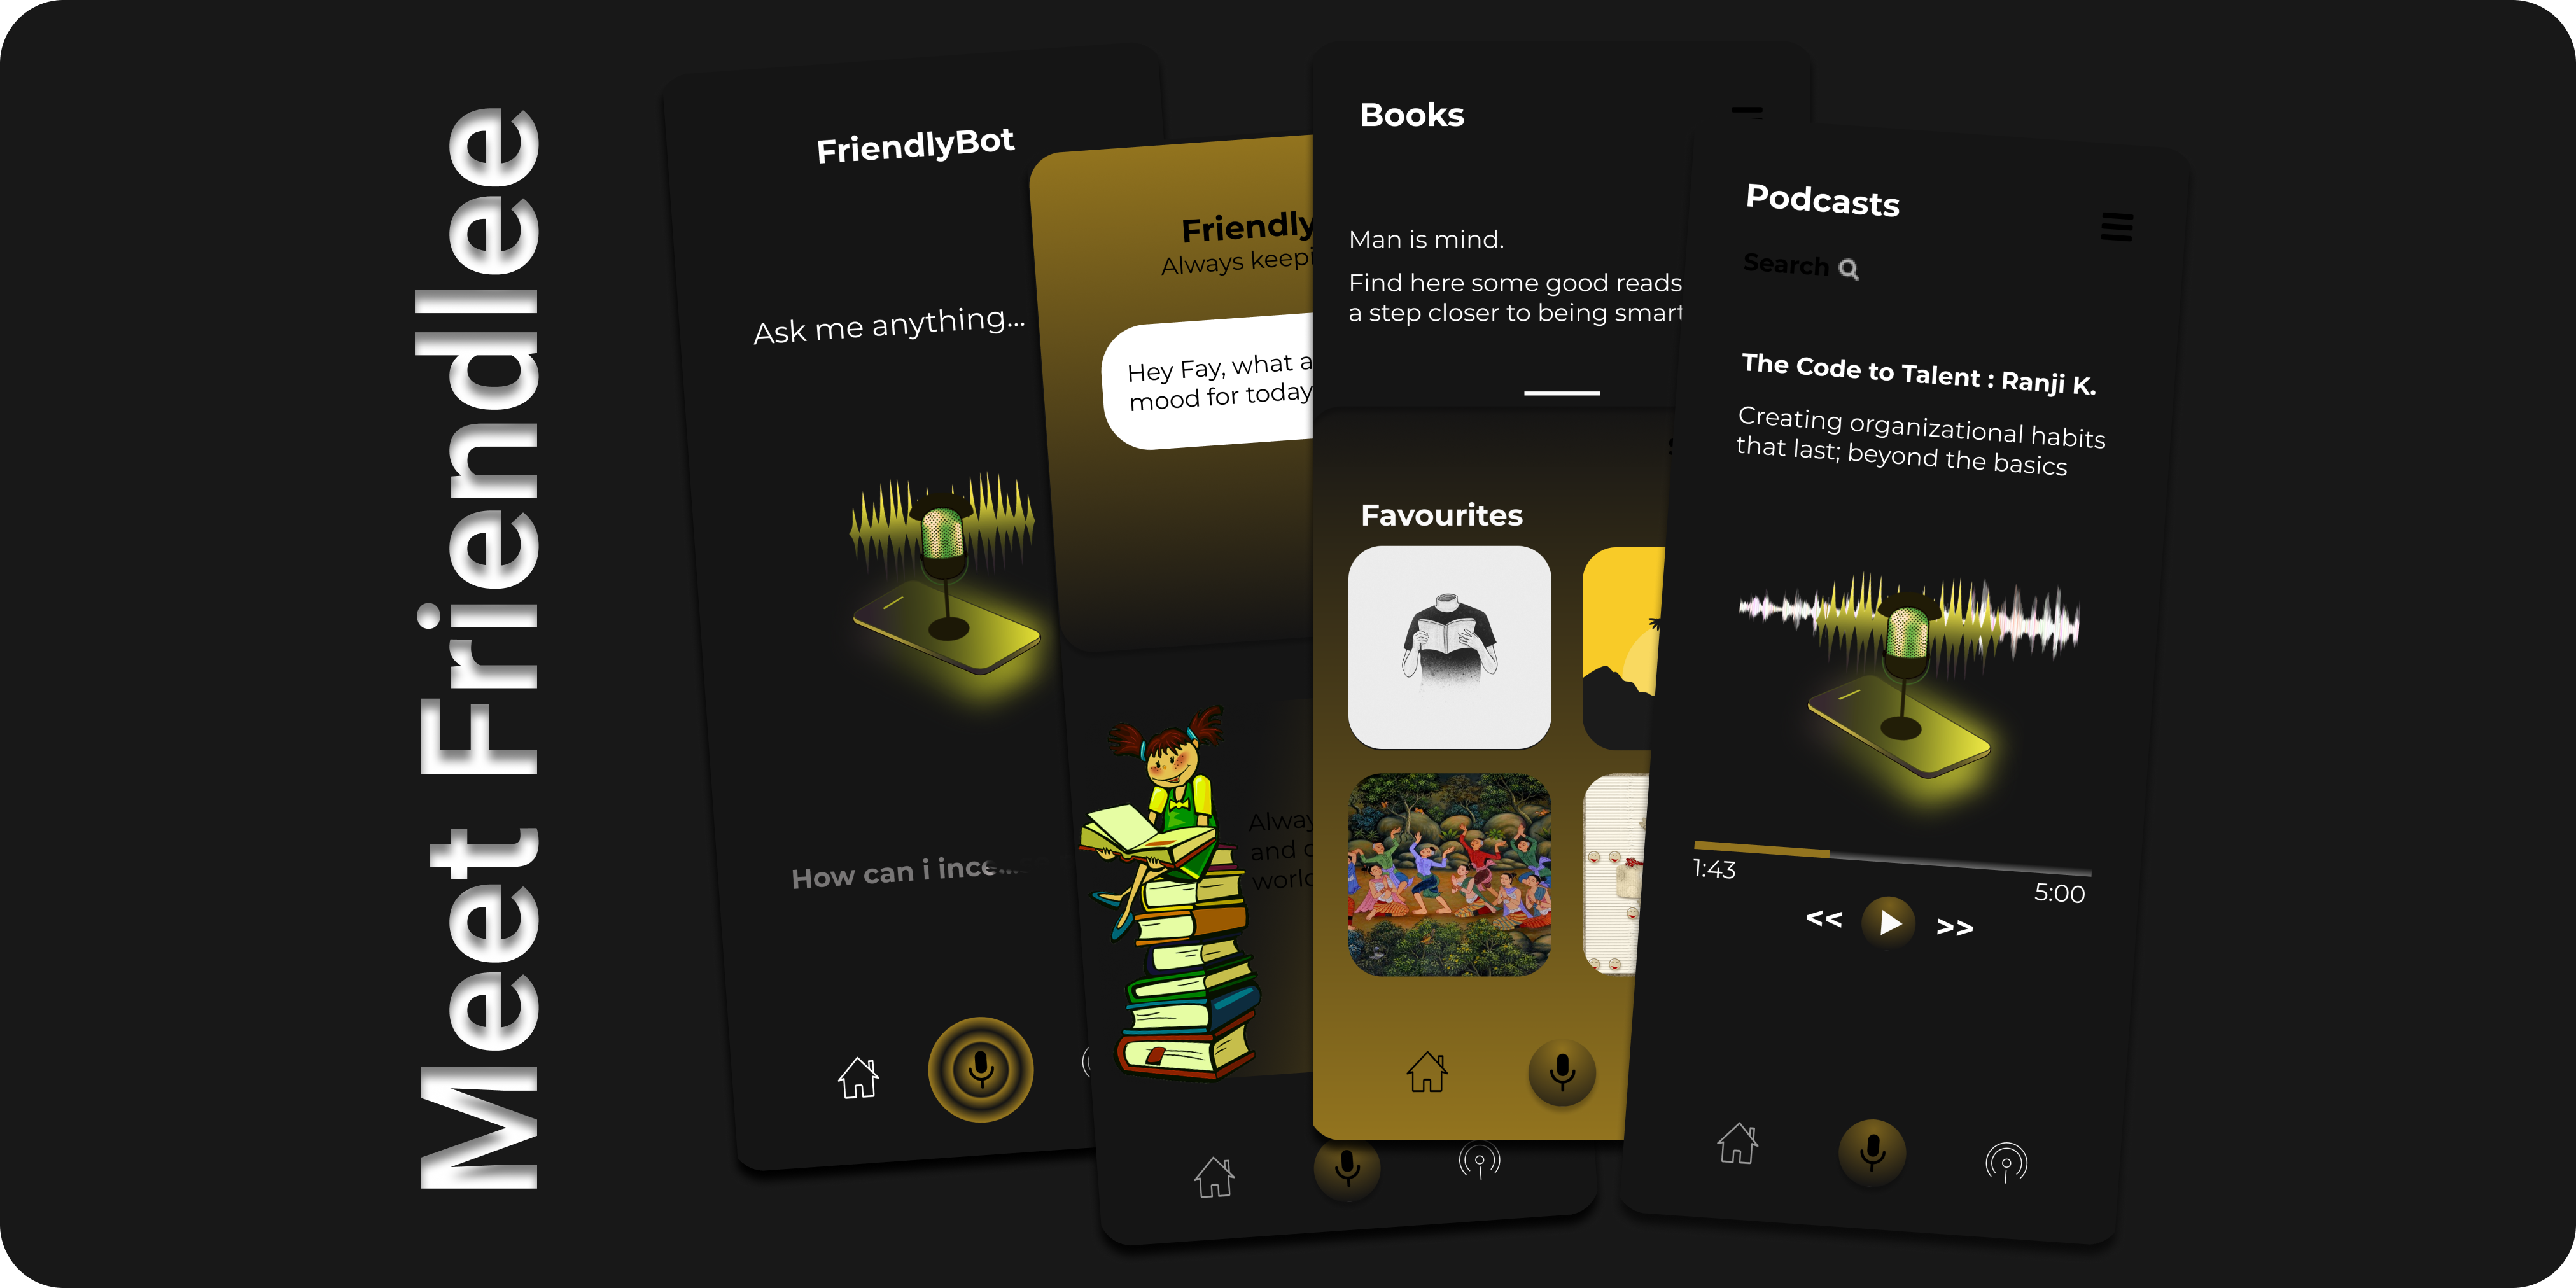 Meet Friendlee
FriendlyBot
Ask me anything...
How can i ince...
Friendly
Always keepi
Hey Fay, what a
mood for today
Alway
and
world
Books
Man is mind.
Find here some good reads
a step closer to being smart
Favourites
Podcasts
Search
The Code to Talent : Ranji K.
Creating organizational habits
that last; beyond the basics
1:43
5:00
<< >>